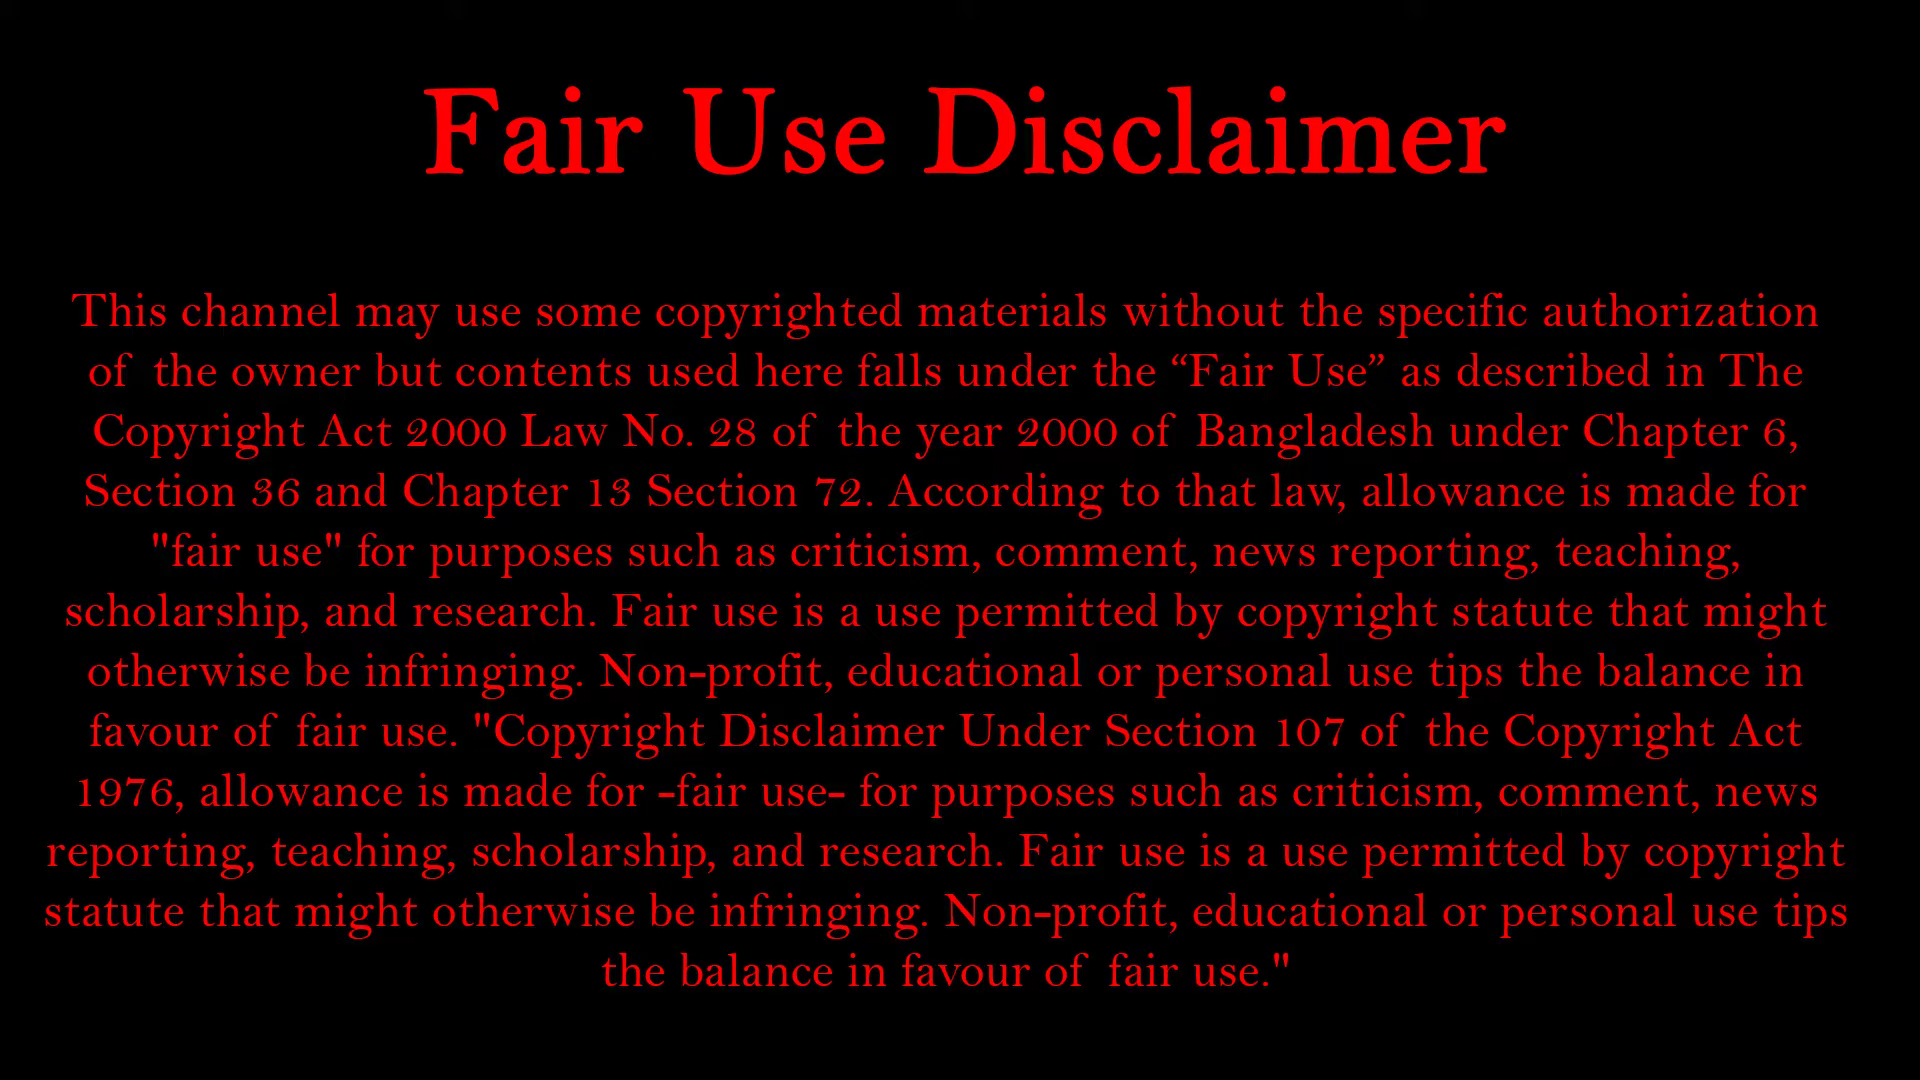 Fair Use Disclaimer
This channel may use some copyrighted materials without the specific authorization
of the owner but contents used here falls under the “Fair Use” as described in The
Copyright Act 2000 Law No. 28 of the year 2000 of Bangladesh under Chapter 6,
Section 36 and Chapter 13 Section 72. According to that law, allowance is made for
"fair use" for purposes such as criticism, comment, news reporting, teaching,
scholarship, and research. Fair use is a use permitted by copyright statute that might
otherwise be infringing. Non-profit, educational or personal use tips the balance in
favour of fair use. "Copyright Disclaimer Under Section 107 of the Copyright Act
1976, allowance is made for -fair use- for purposes such as criticism, comment, news
reporting, teaching, scholarship, and research. Fair use is a use permitted by copyright
statute that might otherwise be infringing. Non-profit, educational or personal use tips
the balance in favour of fair use."